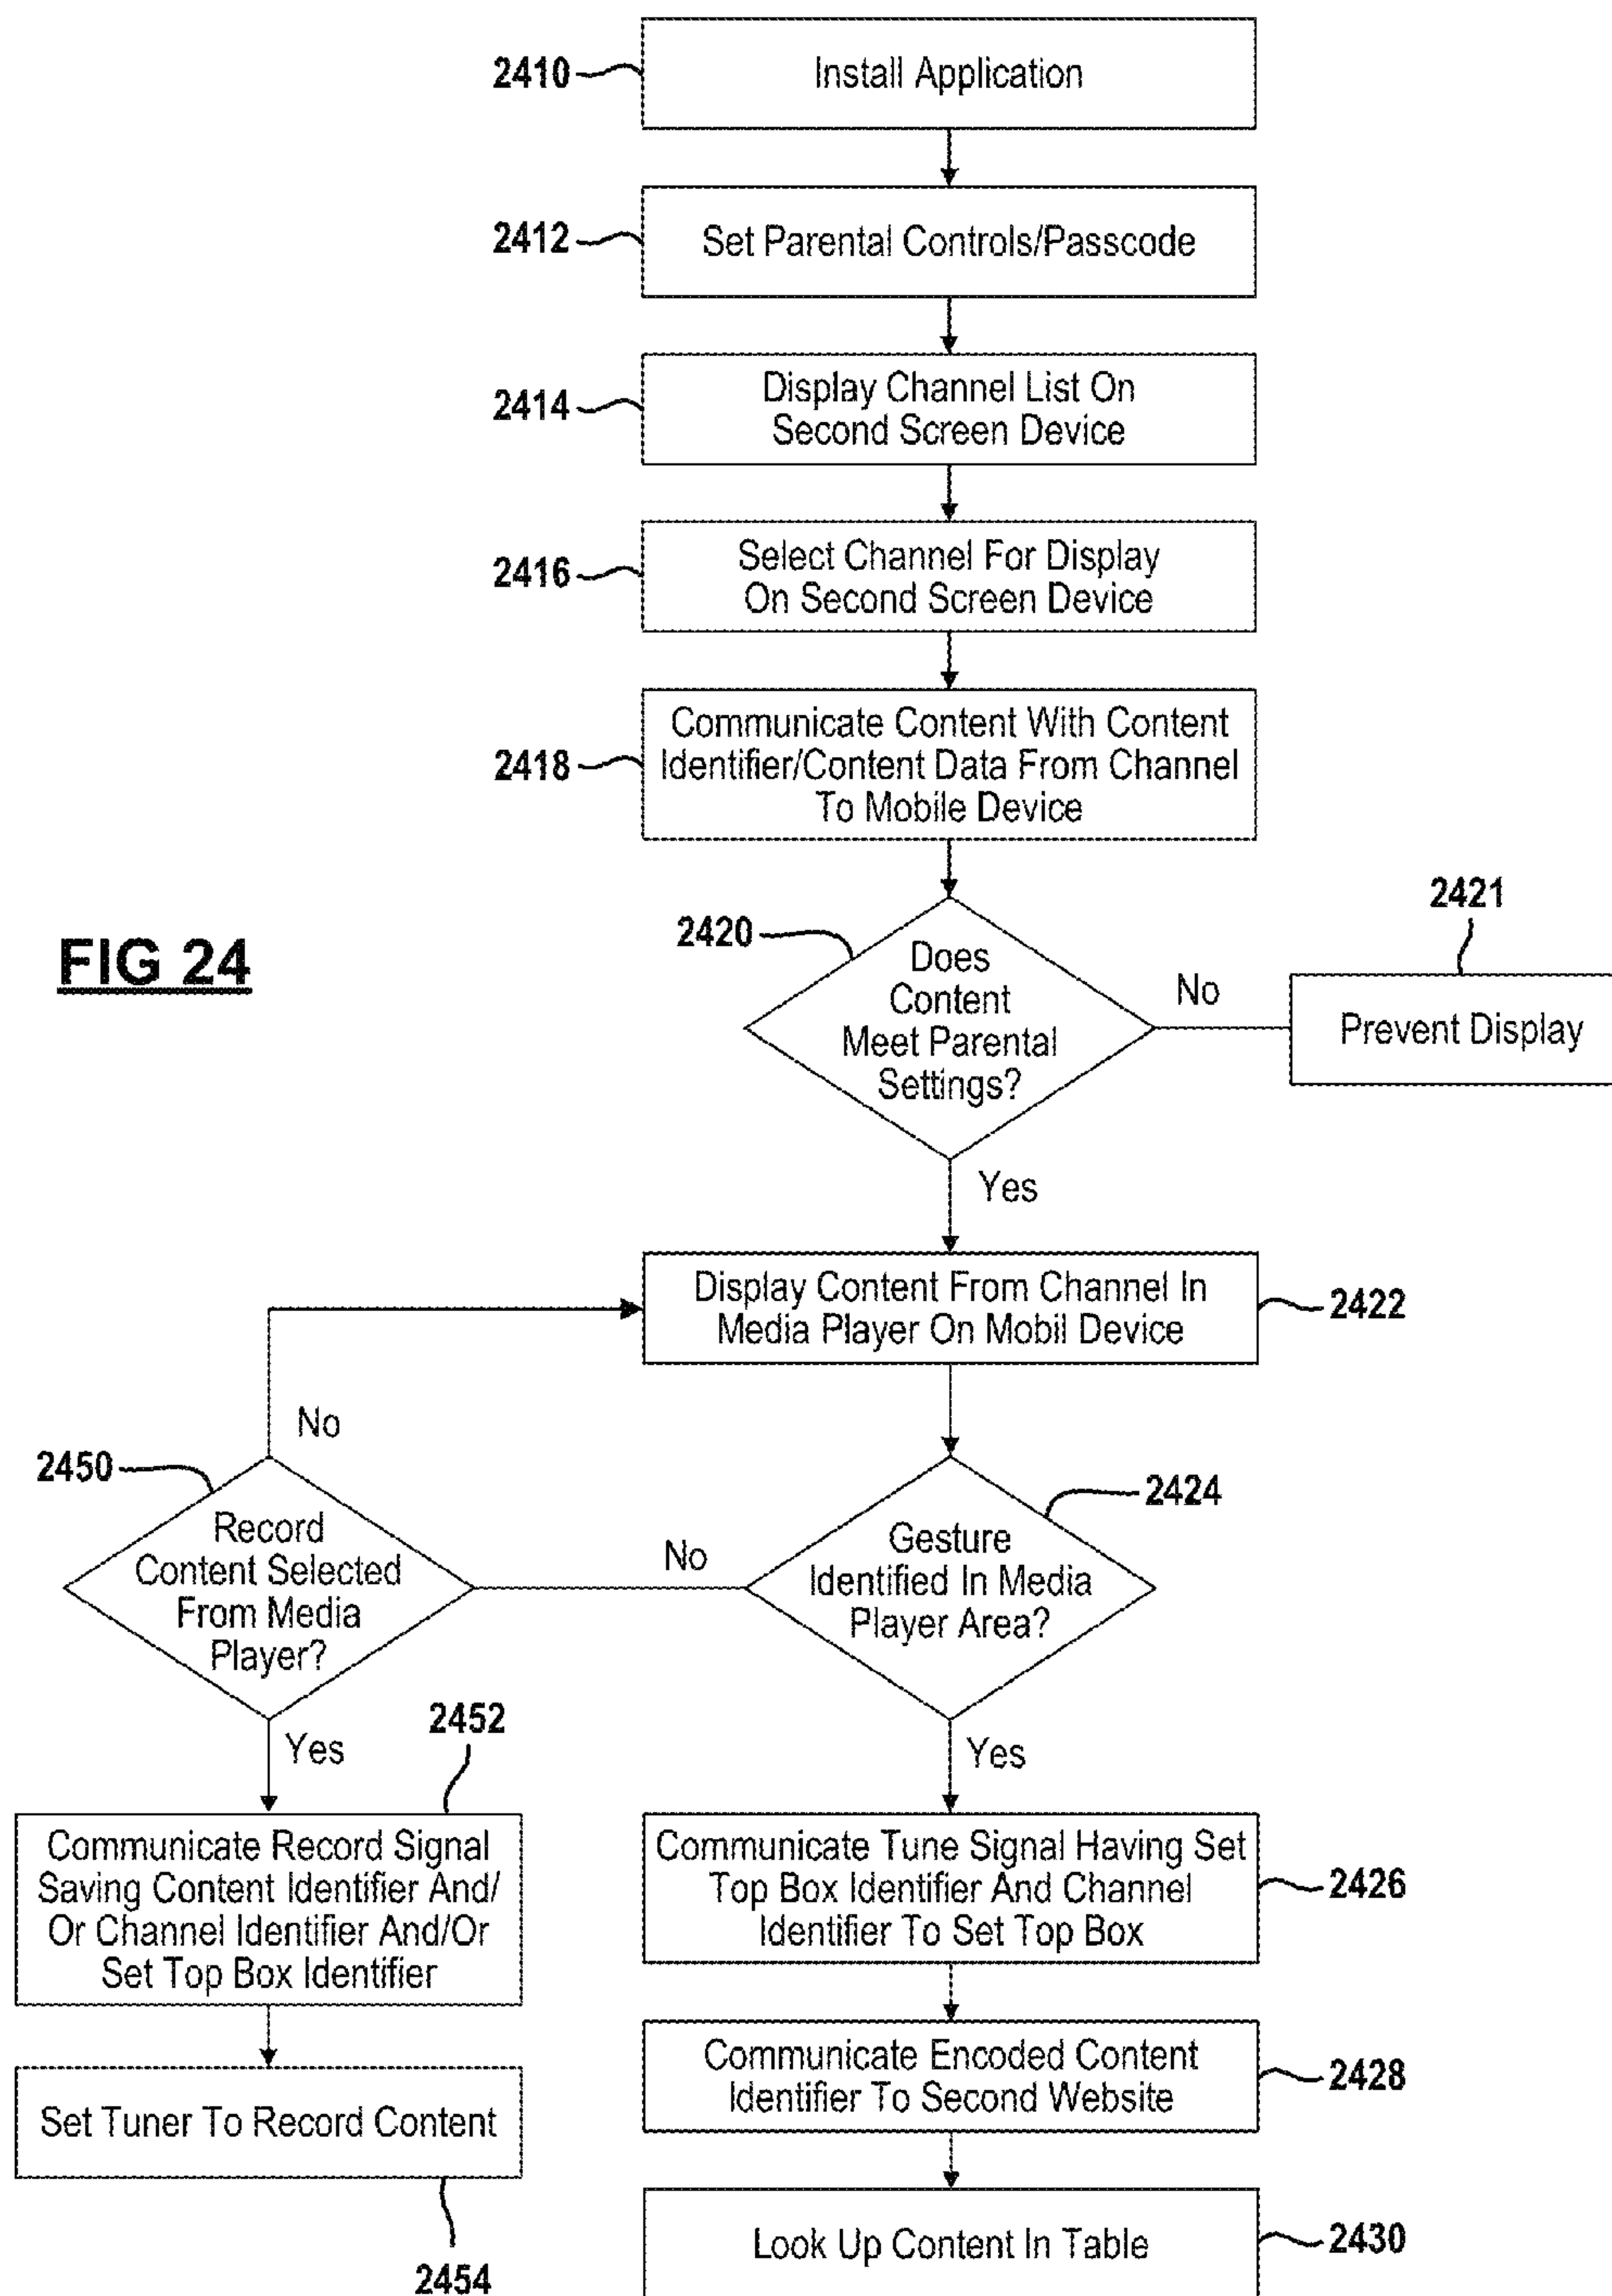 2410
Install Application
2412
Set Parental Controls/Passcode
2414
Display Channel List On
Second Screen Device
2416
Select Channel For Display
On Second Screen Device
2418
Communicate Content With Content
Identifier/Content Data From Channel
To Mobile Device
FIG 24
2420
Does
Content
Meet Parental
Settings?
No
2421
Prevent Display
Yes
Display Content From Channel In
Media Player On Mobil Device
2422
No
2450
Record
Content Selected
From Media
Player?
No
2424
Gesture
Identified In Media
Player Area?
Yes
2452
Communicate Record Signal
Saving Content Identifier And/
Or Channel Identifier And/Or
Set Top Box Identifier
Set Tuner To Record Content
2454
Yes
Communicate Tune Signal Having Set
Top Box Identifier And Channel
Identifier To Set Top Box
2426
Communicate Encoded Content
Identifier To Second Website
2428
Look Up Content In Table
2430